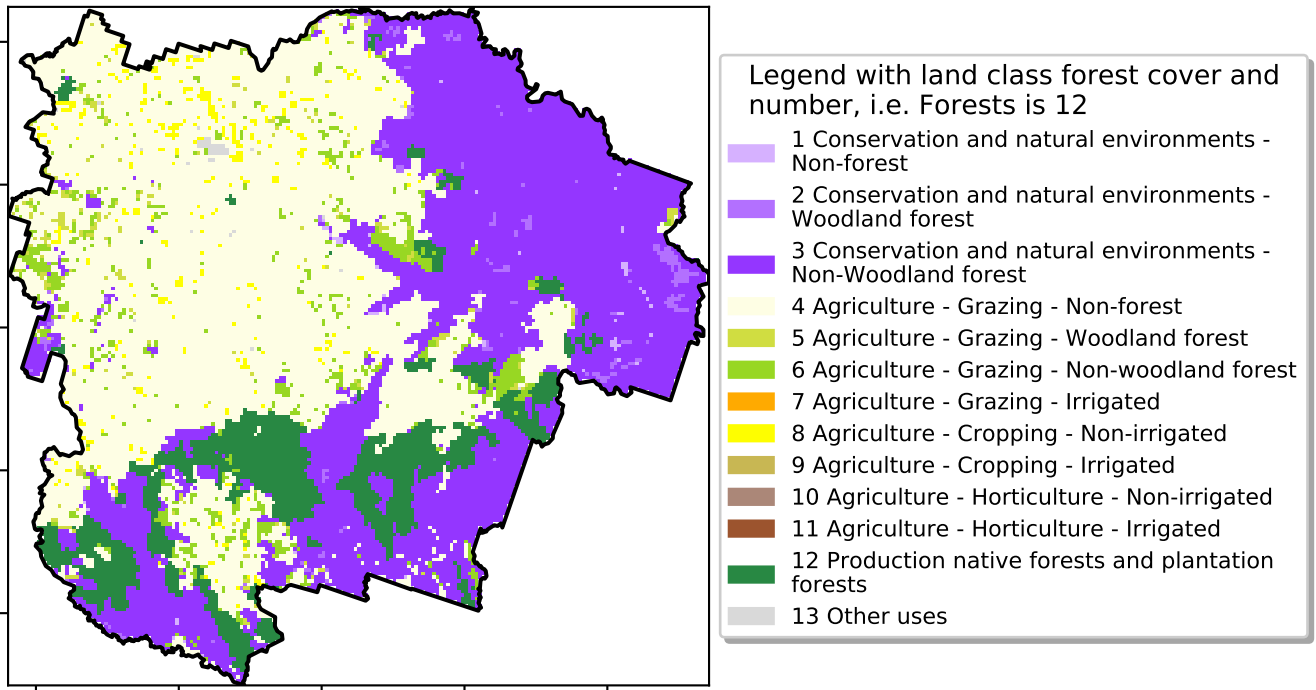 Legend with land class forest cover and
number, i.e. Forests is 12
1 Conservation and natural environments -
Non-forest
2 Conservation and natural environments -
Woodland forest
3 Conservation and natural environments -
Non-Woodland forest
4 Agriculture - Grazing - Non-forest
5 Agriculture - Grazing - Woodland forest
6 Agriculture - Grazing - Non-woodland forest
7 Agriculture - Grazing - Irrigated
8 Agriculture - Cropping - Non-irrigated
9 Agriculture - Cropping - Irrigated
10 Agriculture - Horticulture - Non-irrigated
11 Agriculture - Horticulture - Irrigated
12 Production native forests and plantation
forests
13 Other uses